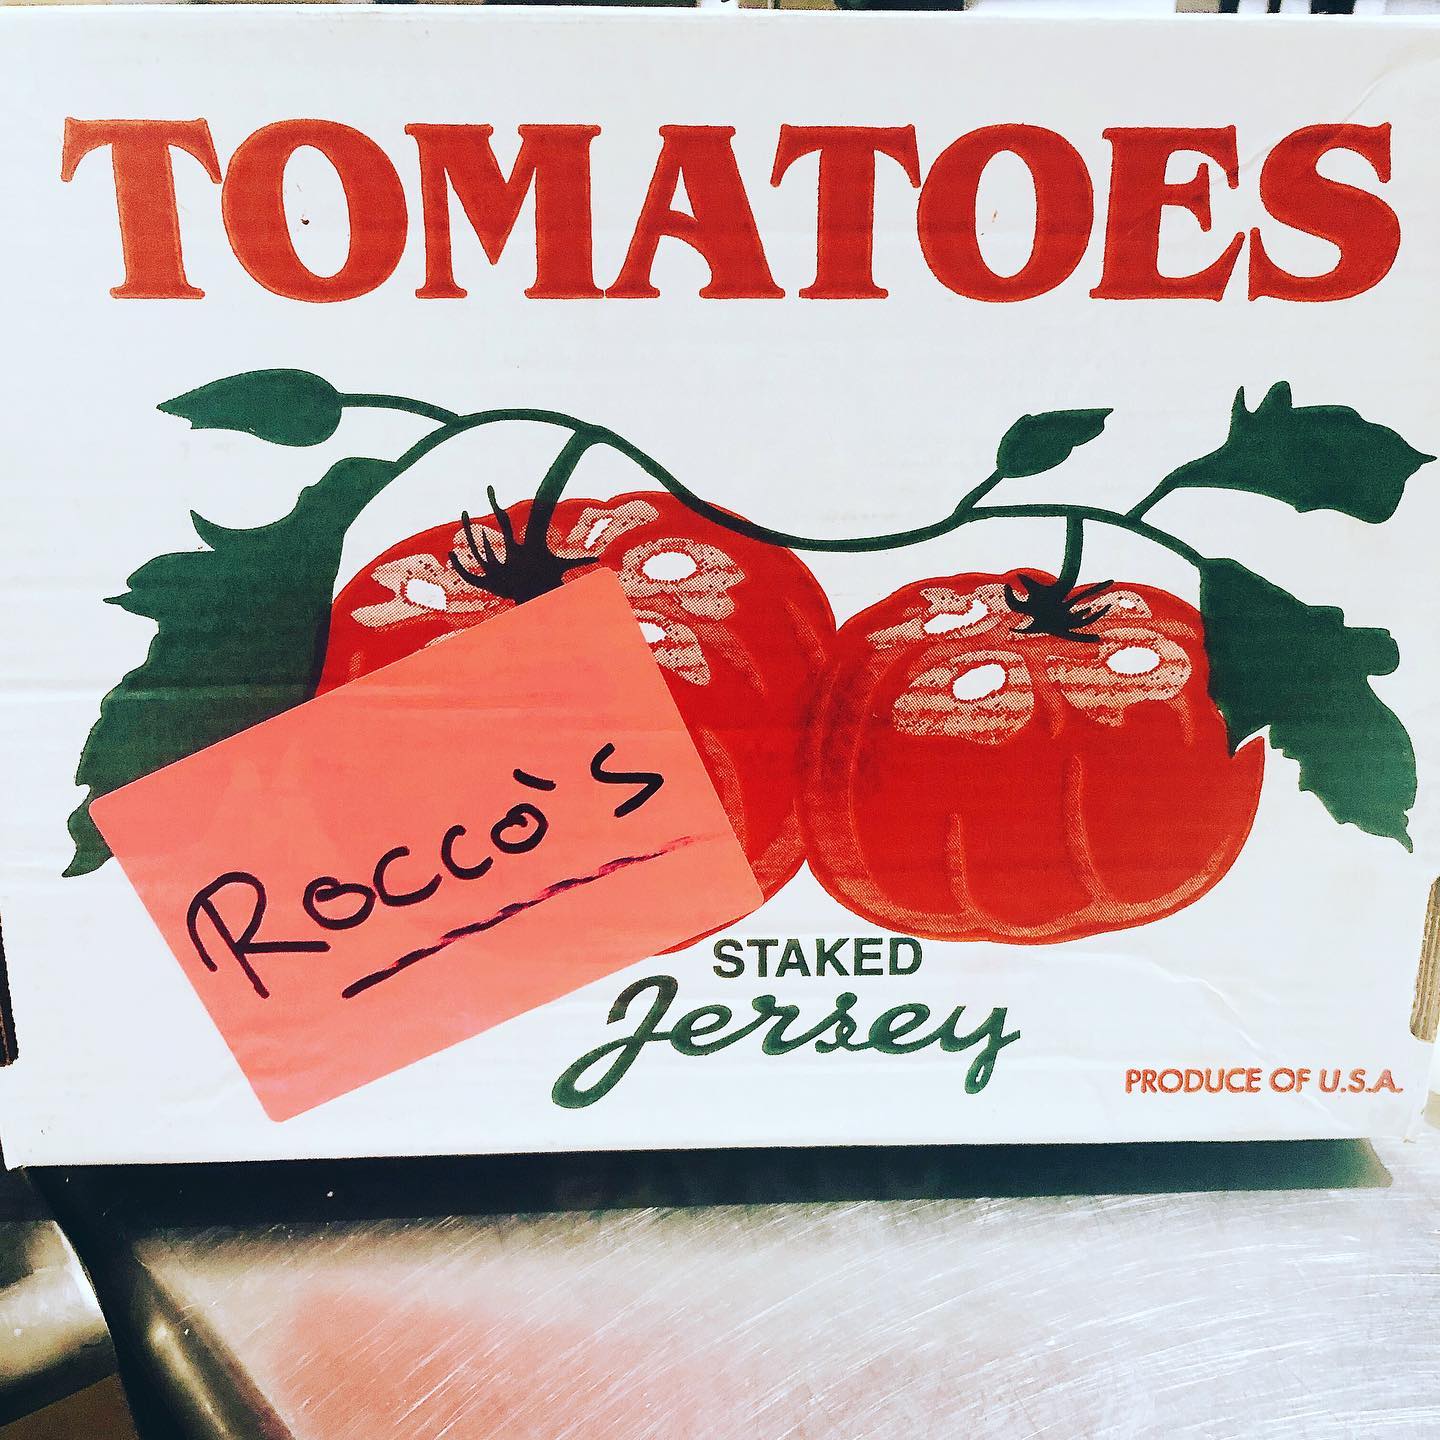 TOMATOES
Rocco's
STAKED
Jersey
PRODUCE OF U.S.A.